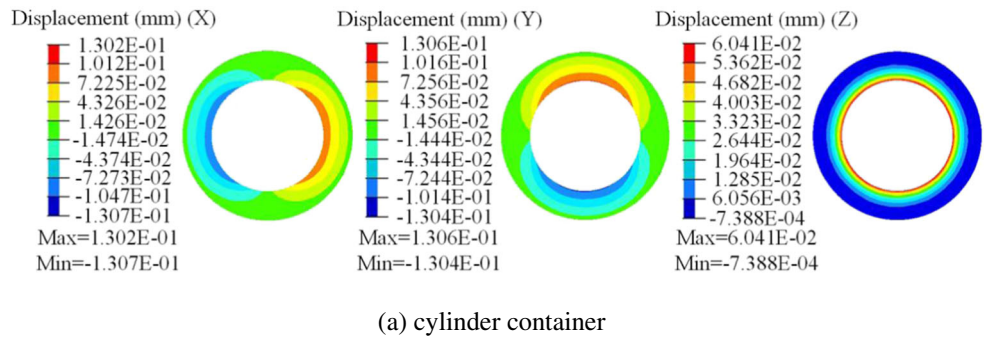 Displacement (mm) (X)
1.302E-01
1.012E-01
7.225E-02
4.326E-02
1.426E-02
-1.474E-02
-4.374E-02
-7.273E-02
-1.047E-01
-1.307E-01
Max=1.302E-01
Min=-1.307E-01
Displacement (mm) (Y)
1.306E-01
1.016E-01
7.256E-02
4.356E-02
1.456E-02
-1.444E-02
-4.344E-02
-7.244E-02
-1.014E-01
-1.304E-01
Max=1.306E-01
Min=-1.304E-01
Displacement (mm) (Z)
6.041E-02
5.362E-02
4.682E-02
4.003E-02
3.323E-02
2.644E-02
1.964E-02
1.285E-02
6.056E-03
-7.388E-04
Max=6.041E-02
Min=-7.388E-04
(a) cylinder container